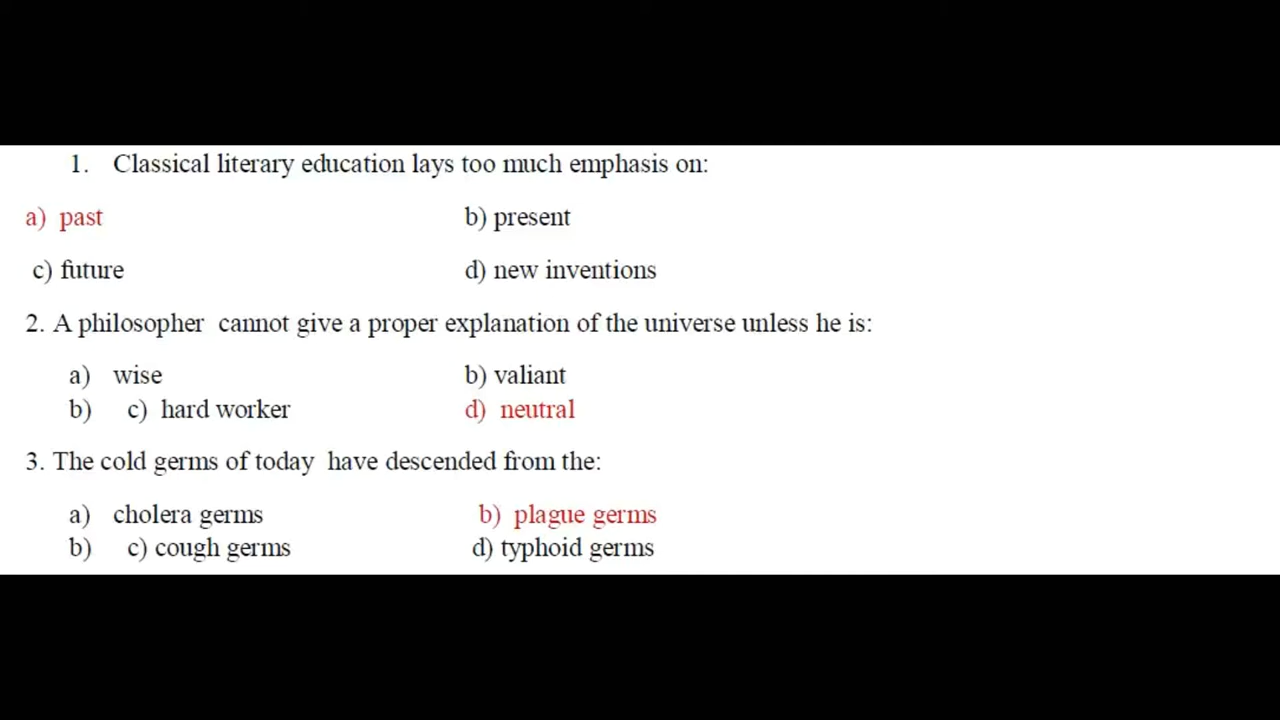 1. Classical literary education lays too much emphasis on:
a) past b) present
c) future d) new inventions
2. A philosopher cannot give a proper explanation of the universe unless he is:
a) wise b) valiant
b) c) hard worker d) neutral
3. The cold germs of today have descended from the:
a) cholera germs b) plague germs
b) c) cough germs d) typhoid germs